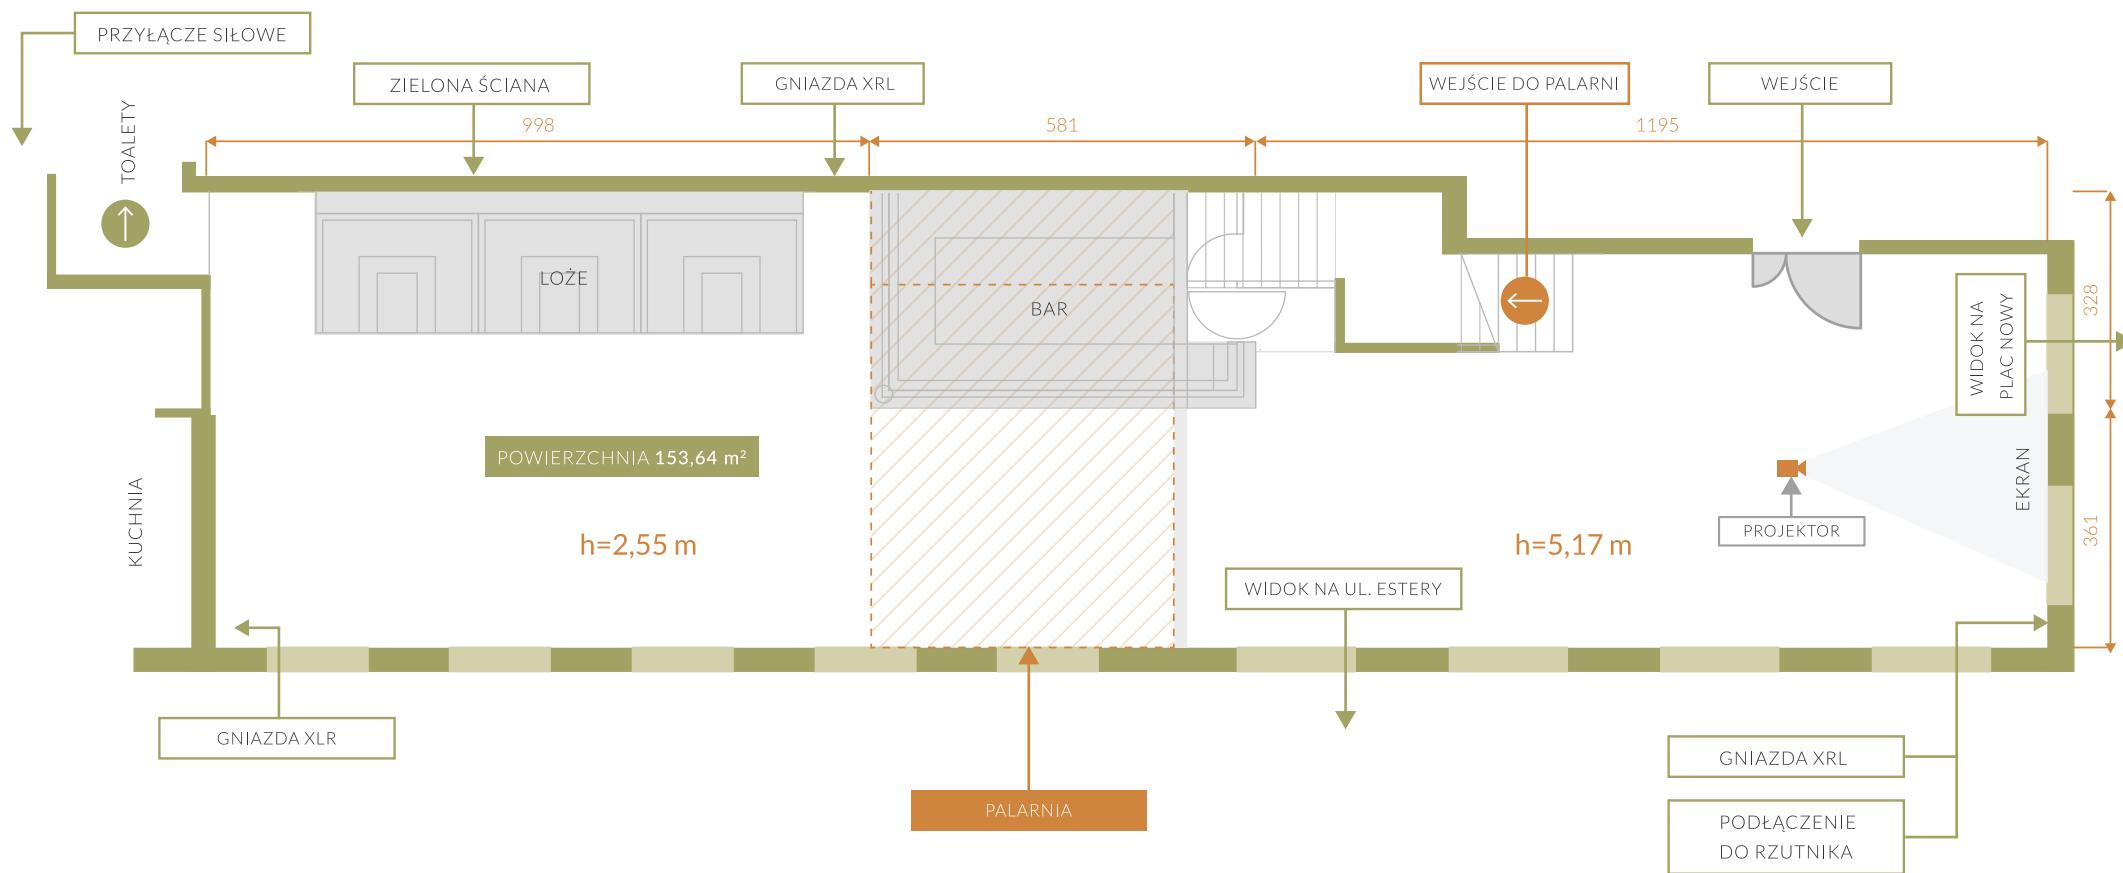 PRZYŁĄCZE SIŁOWE
ZIELONA ŚCIANA
GNIAZDA XRL
WEJŚCIE DO PALARNI
WEJŚCIE
TOALETY
998
581
1195
LOŻE
BAR
WIDOK NA
PLAC NOWY
328
POWIERZCHNIA 153,64 m²
KUCHNIA
EKRAN
361
h=2,55 m
h=5,17 m
PROJEKTOR
WIDOK NA UL. ESTERY
GNIAZDA XLR
PALARNIA
GNIAZDA XRL
PODŁĄCZENIE
DO RZUTNIKA